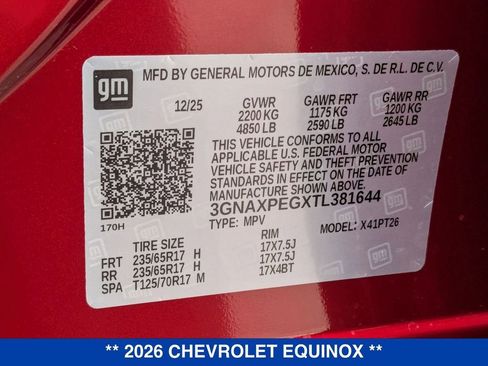 gm
MFD BY GENERAL MOTORS DE MEXICO, S. DE R.L. DE C.V.
12/25 GVWR GAWR FRT GAWR RR
2200 KG 1175 KG 1200 KG
4850 LB 2590 LB 2645 LB
THIS VEHICLE CONFORMS TO ALL
APPLICABLE U.S. FEDERAL MOTOR
VEHICLE SAFETY AND THEFT PREVENTION
STANDARDS IN EFFECT ON THE DATE OF
MANUFACTURE SHOWN ABOVE.
3GNAXPEGXTL381644
170H TYPE: MPV MODEL: X41PT26
TIRE SIZE RIM
FRT 235/65R17 H 17X7.5J
RR 235/65R17 H 17X7.5J
SPA T125/70R17 M 17X4BT
** 2026 CHEVROLET EQUINOX **